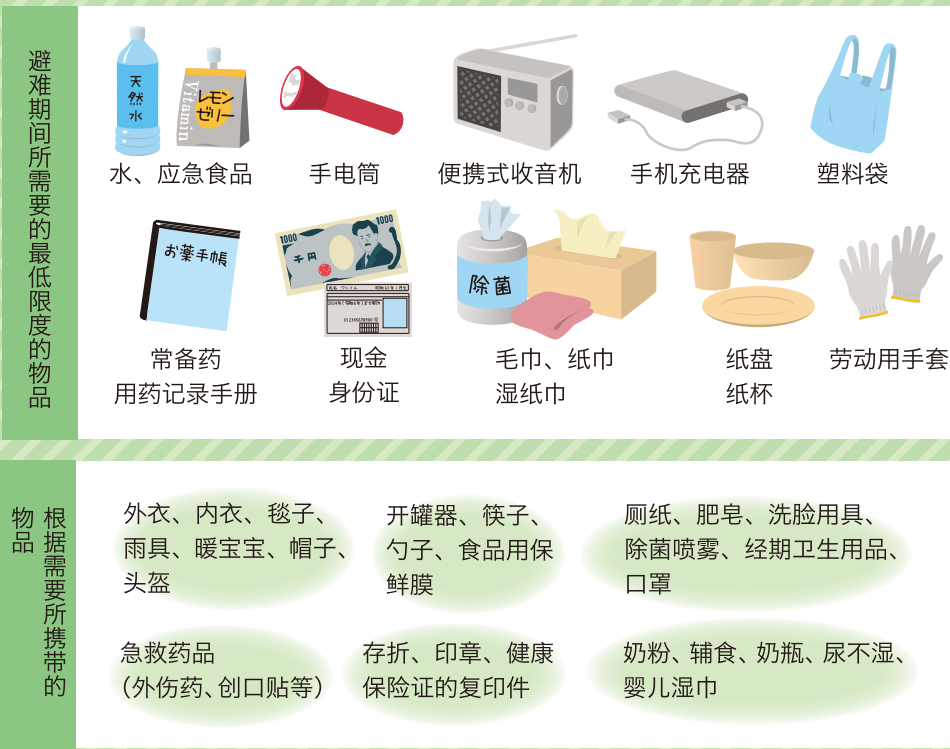 避难期间所需要的最低限度的物品
天
然
水
Vitamin
レモン
ゼリー
水、应急食品
手电筒
便携式收音机
手机充电器
塑料袋
お薬手帳
1000
1000
千円
除菌
常备药
用药记录手册
现金
身份证
毛巾、纸巾
湿纸巾
纸盘
纸杯
劳动用手套
根据需要所携带的
物品
外衣、内衣、毯子、
雨具、暖宝宝、帽子、
头盔
开罐器、筷子、
勺子、食品用保
鲜膜
厕纸、肥皂、洗脸用具、
除菌喷雾、经期卫生用品、
口罩
急救药品
（外伤药、创口贴等）
存折、印章、健康
保险证的复印件
奶粉、辅食、奶瓶、尿不湿、
婴儿湿巾